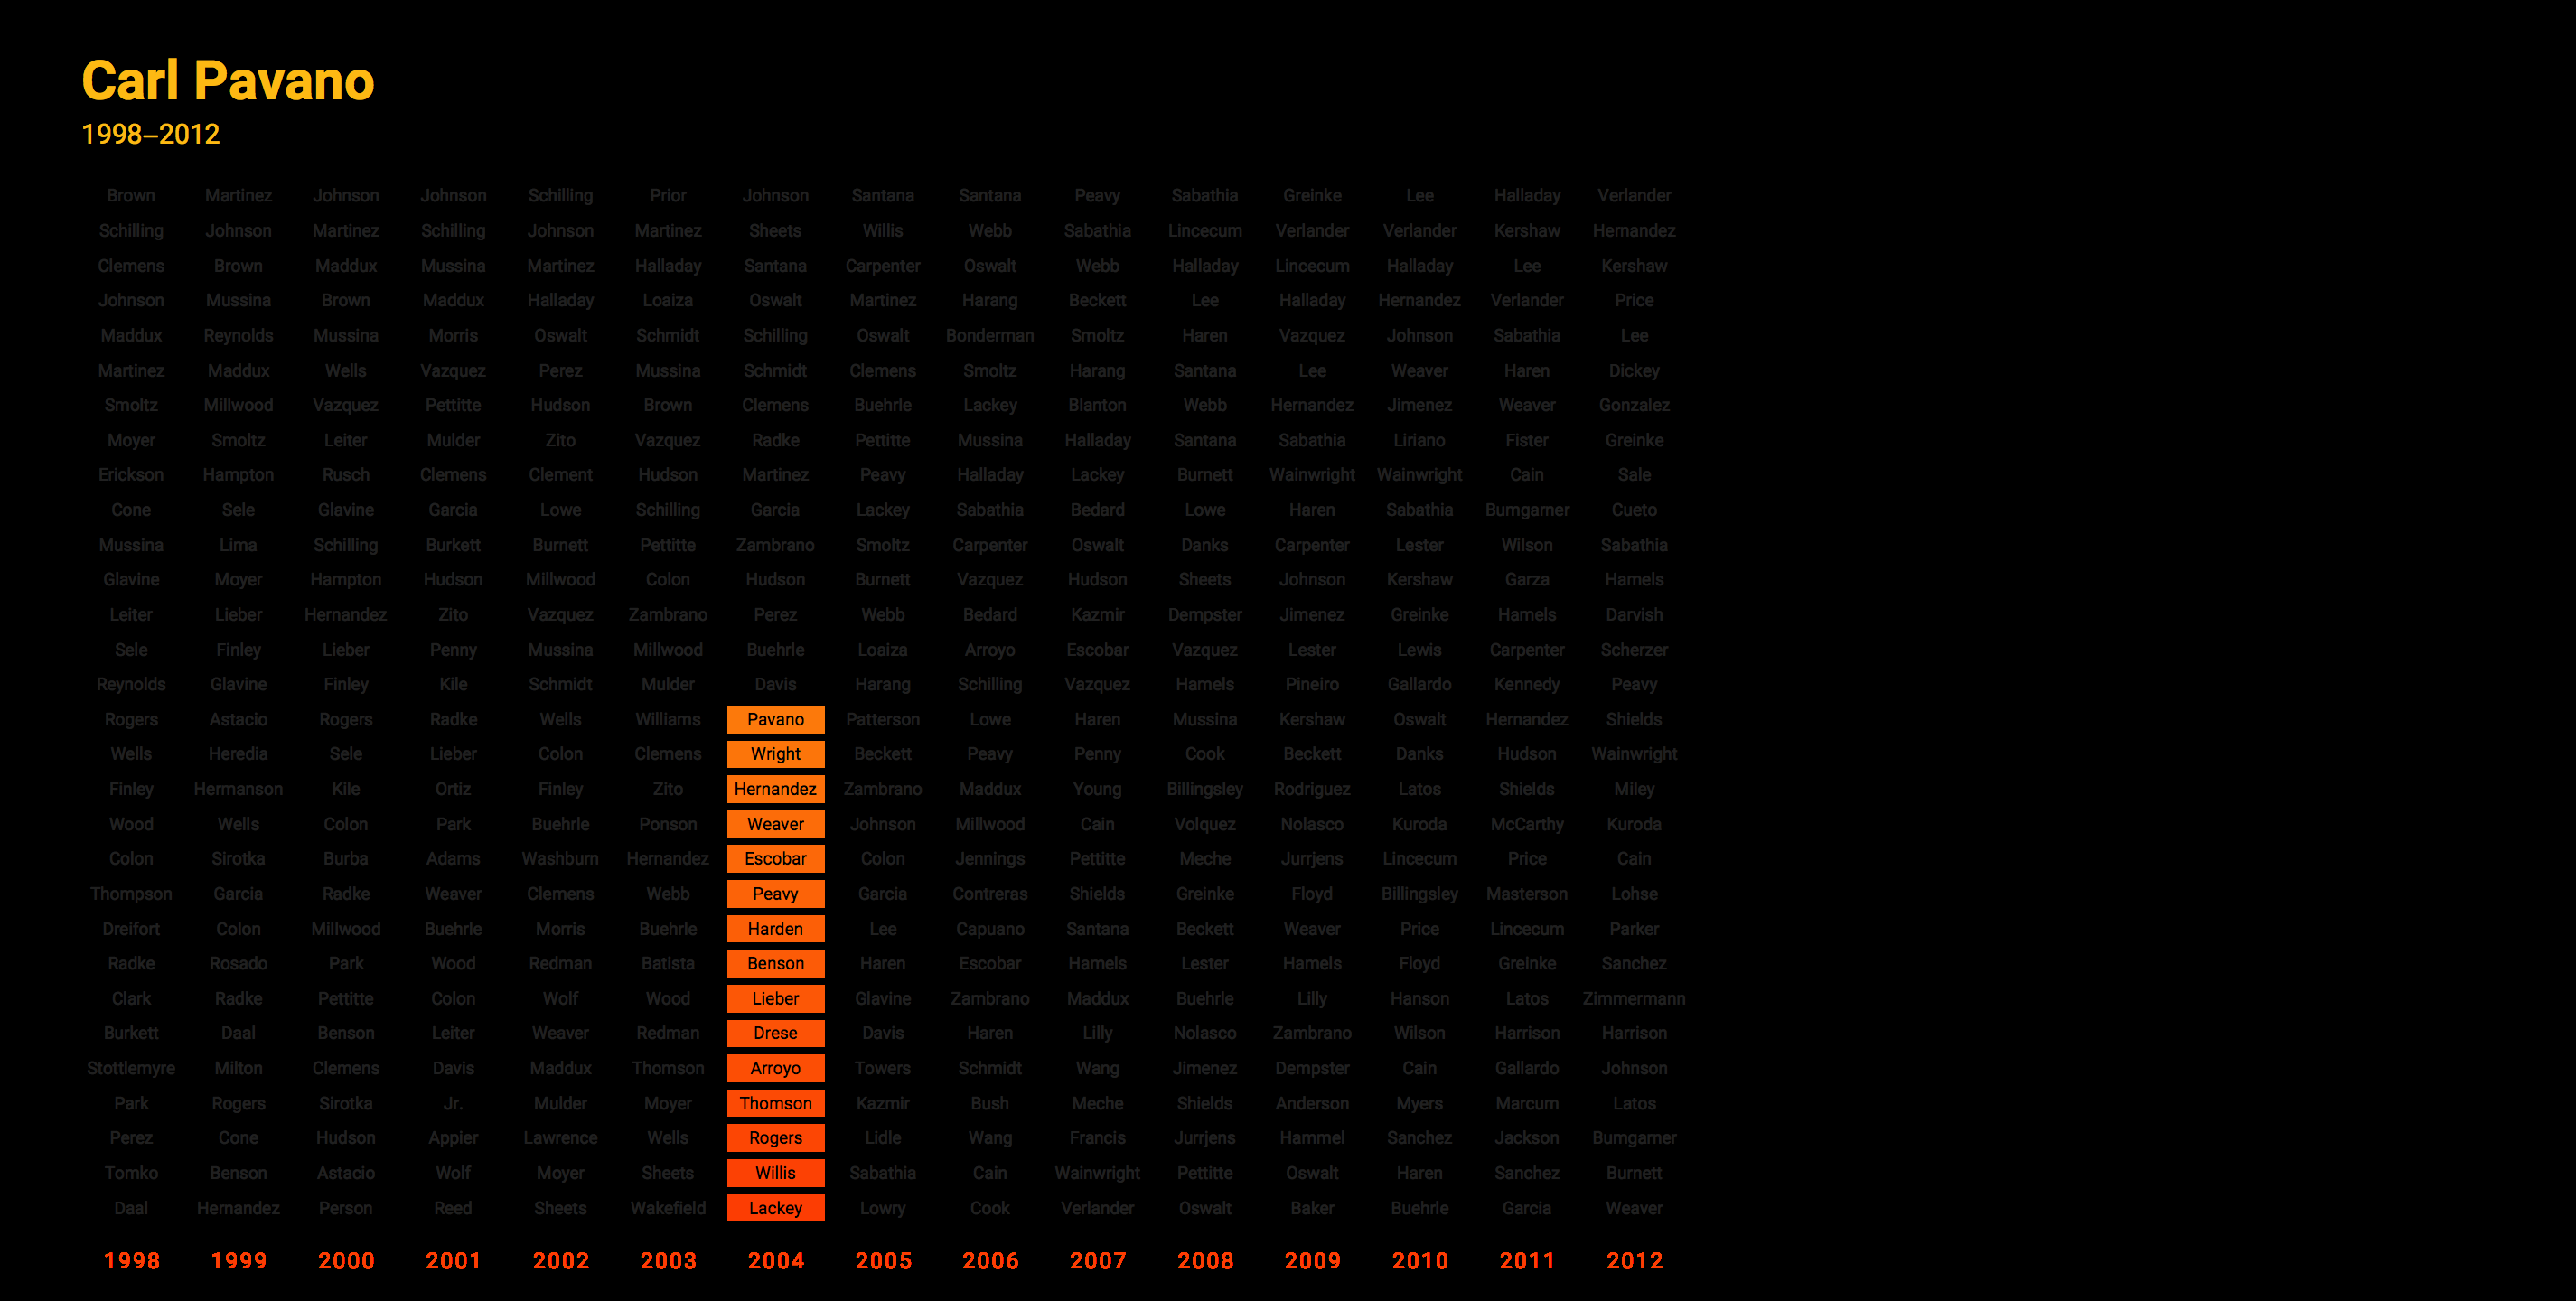 Carl Pavano
1998–2012
Brown Martinez Johnson Johnson Schilling Prior Johnson Santana Santana Peavy Sabathia Greinke Lee Halladay Verlander
Schilling Johnson Martinez Schilling Johnson Martinez Sheets Willis Webb Sabathia Lincecum Verlander Verlander Kershaw Hernandez
Clemens Brown Maddux Mussina Martinez Halladay Santana Carpenter Oswalt Webb Halladay Lincecum Halladay Lee Kershaw
Johnson Mussina Brown Maddux Halladay Loaiza Oswalt Martinez Harang Beckett Lee Halladay Hernandez Verlander Price
Maddux Reynolds Mussina Morris Oswalt Schmidt Schilling Oswalt Bonderman Smoltz Haren Vazquez Johnson Sabathia Lee
Martinez Maddux Wells Vazquez Perez Mussina Schmidt Clemens Smoltz Harang Santana Lee Weaver Haren Dickey
Smoltz Millwood Vazquez Pettitte Hudson Brown Clemens Buehrle Lackey Blanton Webb Hernandez Jimenez Weaver Gonzalez
Moyer Smoltz Leiter Mulder Zito Vazquez Radke Pettitte Mussina Halladay Santana Sabathia Liriano Fister Greinke
Erickson Hampton Rusch Clemens Clement Hudson Martinez Peavy Halladay Lackey Burnett Wainwright Wainwright Cain Sale
Cone Sele Glavine Garcia Lowe Schilling Garcia Lackey Sabathia Bedard Lowe Haren Sabathia Bumgarner Cueto
Mussina Lima Schilling Burkett Burnett Pettitte Zambrano Smoltz Carpenter Oswalt Danks Carpenter Lester Wilson Sabathia
Glavine Moyer Hampton Hudson Millwood Colon Hudson Burnett Vazquez Hudson Sheets Johnson Kershaw Garza Hamels
Leiter Lieber Hernandez Zito Vazquez Zambrano Perez Webb Bedard Kazmir Dempster Jimenez Greinke Hamels Darvish
Sele Finley Lieber Penny Mussina Millwood Buehrle Loaiza Arroyo Escobar Vazquez Lester Lewis Carpenter Scherzer
Reynolds Glavine Finley Kile Schmidt Mulder Davis Harang Schilling Vazquez Hamels Pineiro Gallardo Kennedy Peavy
Rogers Astacio Rogers Radke Wells Williams Pavano Patterson Lowe Haren Mussina Kershaw Oswalt Hernandez Shields
Wells Heredia Sele Lieber Colon Clemens Wright Beckett Peavy Penny Cook Beckett Danks Hudson Wainwright
Finley Hermanson Kile Ortiz Finley Zito Hernandez Zambrano Maddux Young Billingsley Rodriguez Latos Shields Miley
Wood Wells Colon Park Buehrle Ponson Weaver Johnson Millwood Cain Volquez Nolasco Kuroda McCarthy Kuroda
Colon Sirotka Burba Adams Washburn Hernandez Escobar Colon Jennings Pettitte Meche Jurrjens Lincecum Price Cain
Thompson Garcia Radke Weaver Clemens Webb Peavy Garcia Contreras Shields Greinke Floyd Billingsley Masterson Lohse
Dreifort Colon Millwood Buehrle Morris Buehrle Harden Lee Capuano Santana Beckett Weaver Price Lincecum Parker
Radke Rosado Park Wood Redman Batista Benson Haren Escobar Hamels Lester Hamels Floyd Greinke Sanchez
Clark Radke Pettitte Colon Wolf Wood Lieber Glavine Zambrano Maddux Buehrle Lilly Hanson Latos Zimmermann
Burkett Daal Benson Leiter Weaver Redman Drese Davis Haren Lilly Nolasco Zambrano Wilson Harrison Harrison
Stottlemyre Milton Clemens Davis Maddux Thomson Arroyo Towers Schmidt Wang Jimenez Dempster Cain Gallardo Johnson
Park Rogers Sirotka Jr. Mulder Moyer Thomson Kazmir Bush Meche Shields Anderson Myers Marcum Latos
Perez Cone Hudson Appier Lawrence Wells Rogers Lidle Wang Francis Jurrjens Hammel Sanchez Jackson Bumgarner
Tomko Benson Astacio Wolf Moyer Sheets Willis Sabathia Cain Wainwright Pettitte Oswalt Haren Sanchez Burnett
Daal Hernandez Person Reed Sheets Wakefield Lackey Lowry Cook Verlander Oswalt Baker Buehrle Garcia Weaver
1998 1999 2000 2001 2002 2003 2004 2005 2006 2007 2008 2009 2010 2011 2012